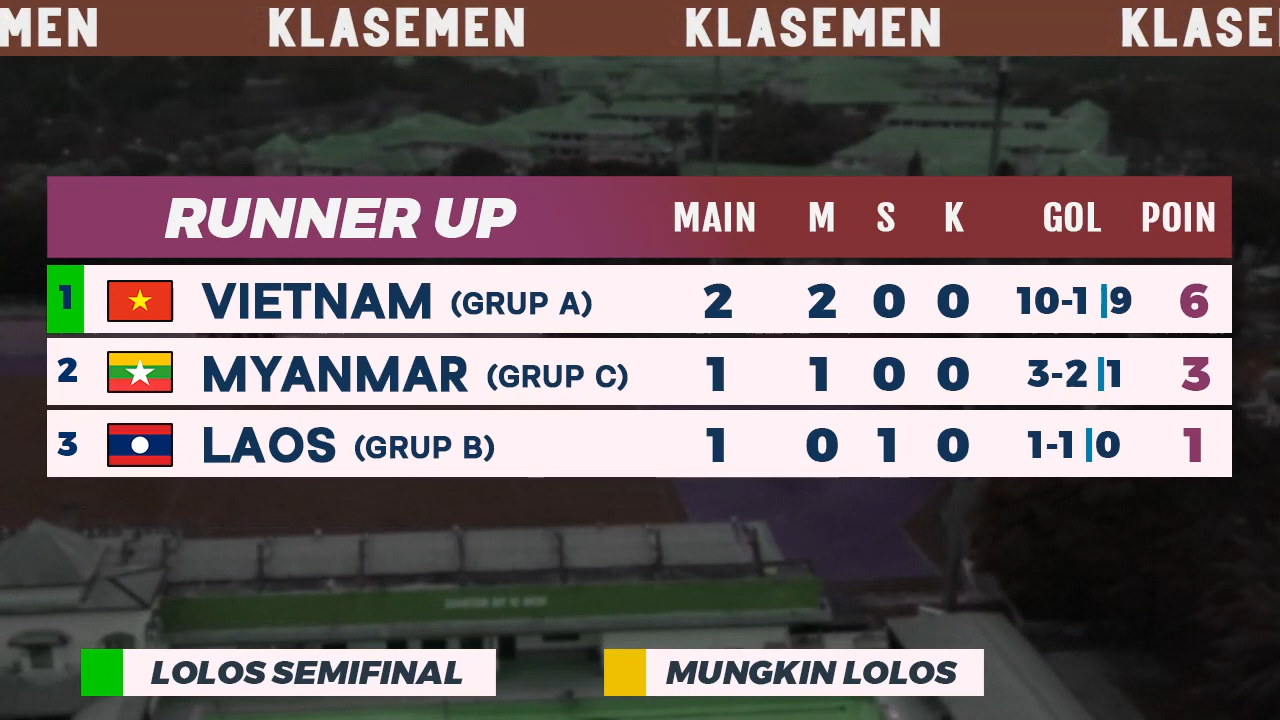 MEN KLASEMEN KLASEMEN KLASE
RUNNER UP MAIN M S K GOL POIN
1 VIETNAM (GRUP A) 2 2 0 0 10-1 |9 6
2 MYANMAR (GRUP C) 1 1 0 0 3-2 |1 3
3 LAOS (GRUP B) 1 0 1 0 1-1 |0 1
LOLOS SEMIFINAL MUNGKIN LOLOS